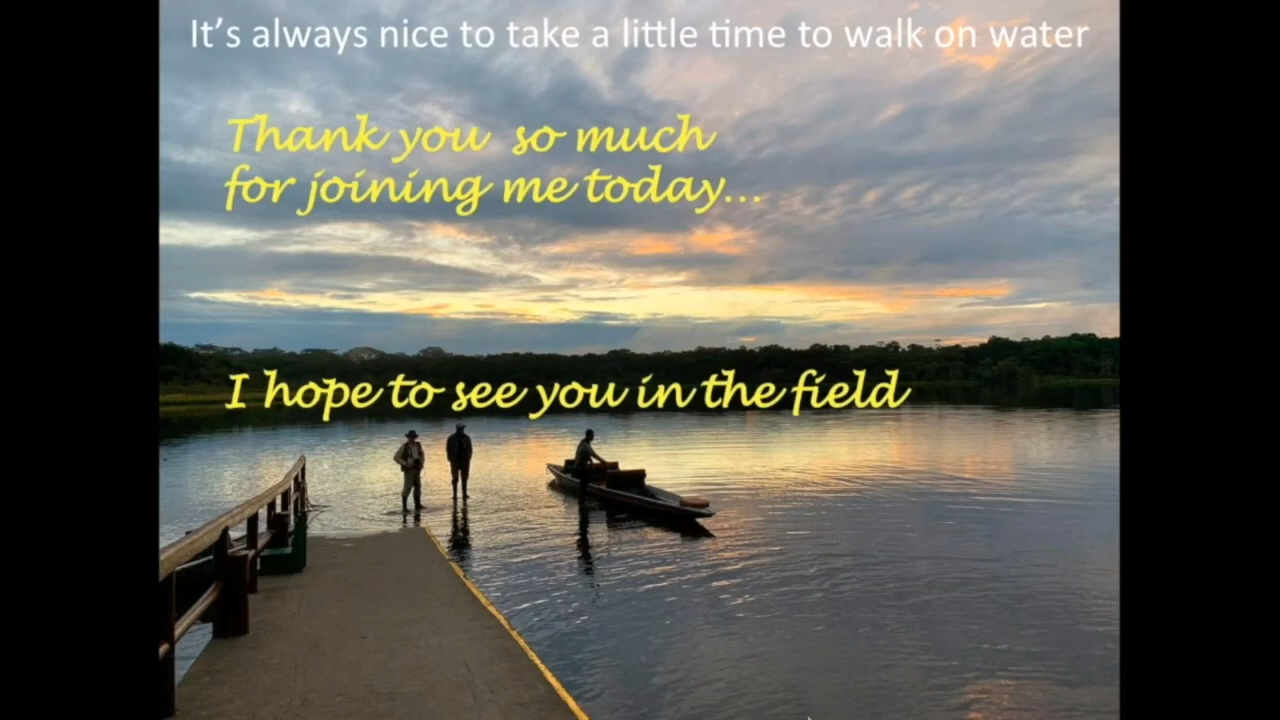 It's always nice to take a little time to walk on water
Thank you so much
for joining me today...
I hope to see you in the field